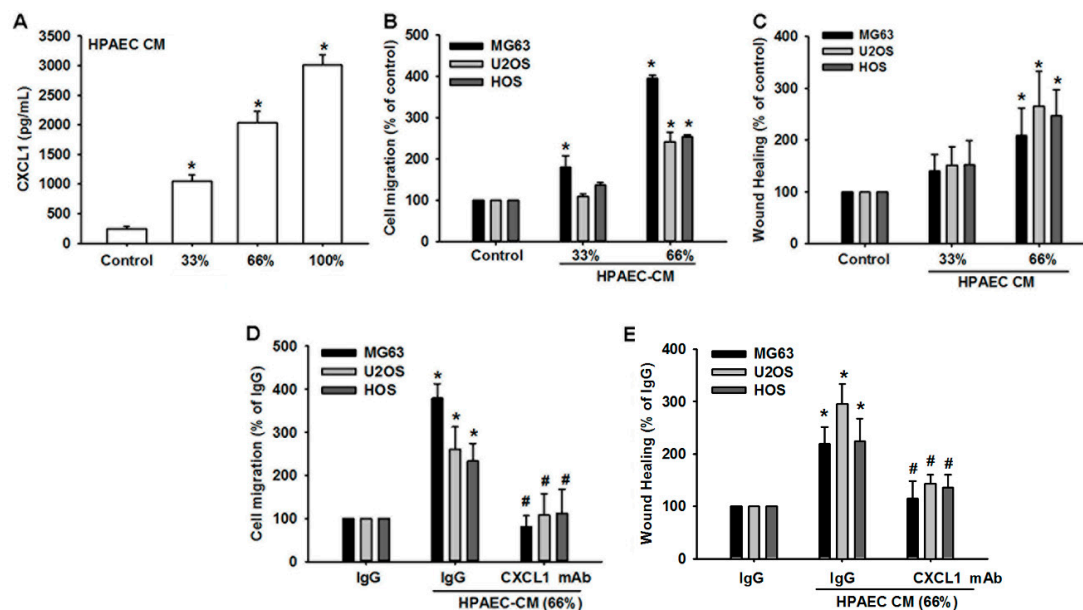 A
HPAEC CM
CXCL1 (pg/mL)
3500
3000
2500
2000
1500
1000
500
0
*
*
*
Control 33% 66% 100%
B
MG63
U2OS
HOS
Cell migration (% of control)
500
400
300
200
100
0
*
*
* *
Control 33% 66%
HPAEC-CM
C
MG63
U2OS
HOS
Wound Healing (% of control)
400
300
200
100
0
* * *
Control 33% 66%
HPAEC CM
D
MG63
U2OS
HOS
Cell migration (% of IgG)
500
400
300
200
100
0
* * *
# # #
IgG IgG CXCL1 mAb
HPAEC-CM (66%)
E
MG63
U2OS
HOS
Wound Healing (% of IgG)
400
300
200
100
0
* * *
# # #
IgG IgG CXCL1 mAb
HPAEC CM (66%)